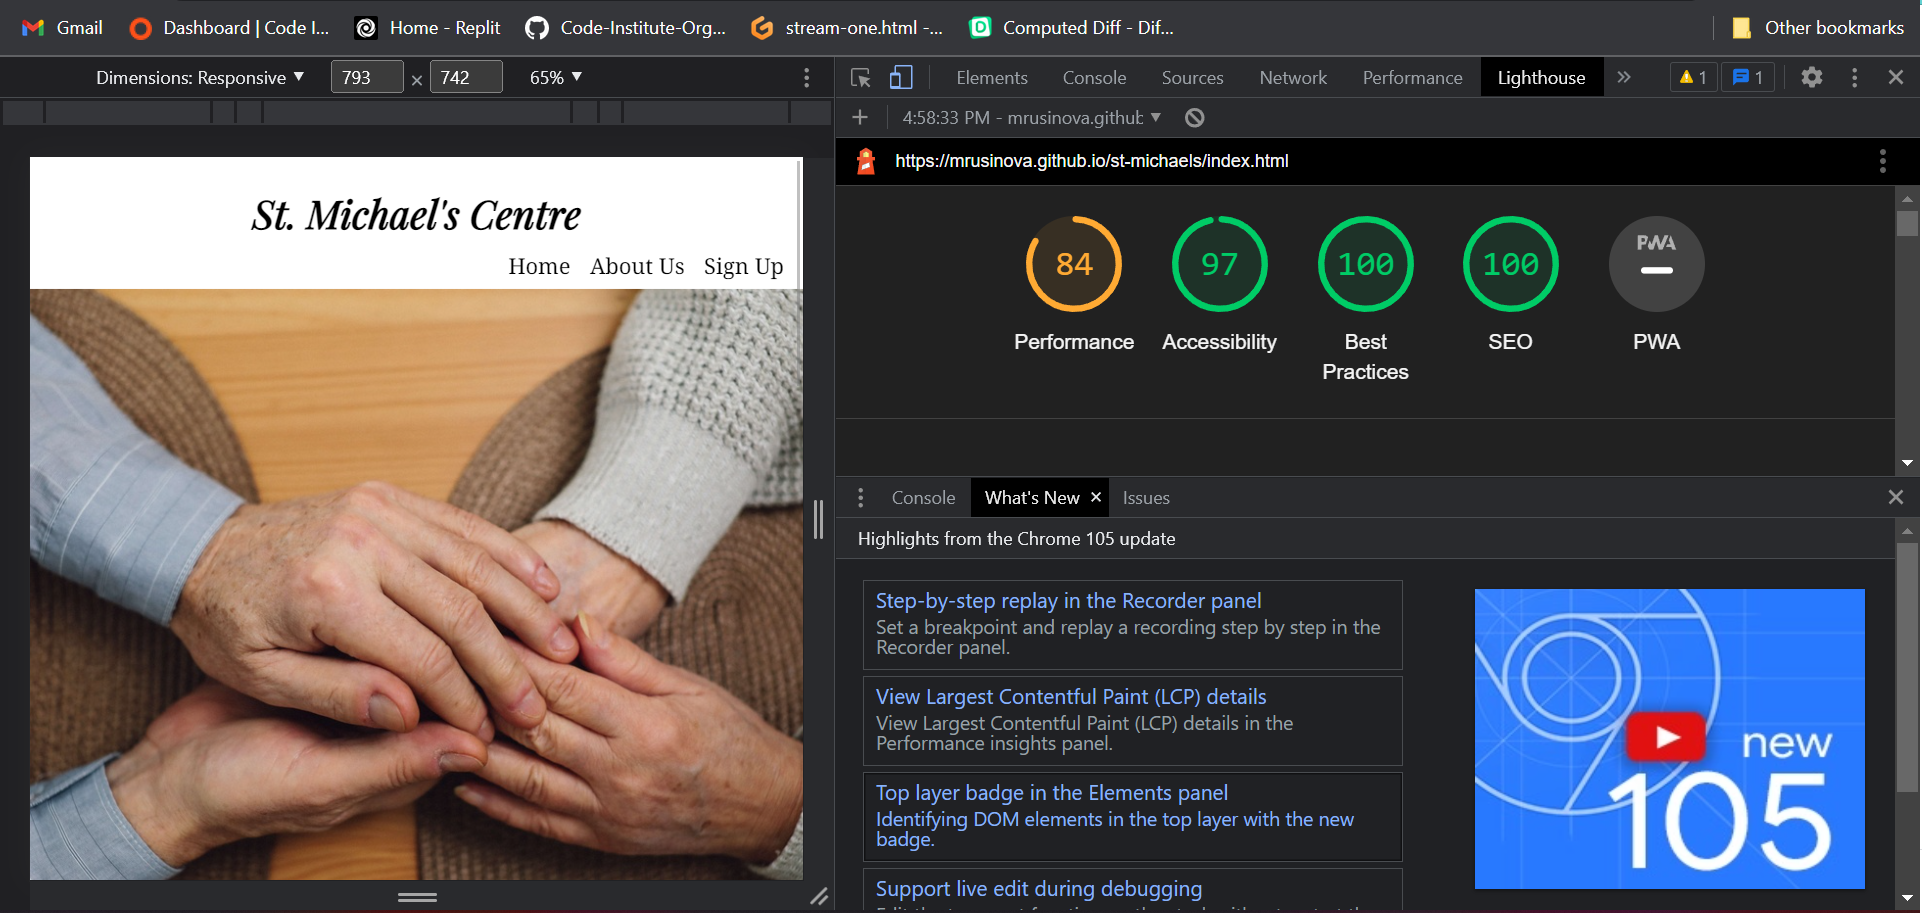 Gmail
Dashboard | Code I...
Home - Replit
Code-Institute-Org...
stream-one.html -...
Computed Diff - Dif...
Other bookmarks
Dimensions: Responsive ▼ 793 × 742 65% ▼
Elements Console Sources Network Performance Lighthouse » 1 1
4:58:33 PM - mrusinova.github ▼
https://mrusinova.github.io/st-michaels/index.html
St. Michael's Centre
Home About Us Sign Up
84 97 100 100 PWA
Performance Accessibility Best Practices SEO PWA
Console What's New × Issues
Highlights from the Chrome 105 update
Step-by-step replay in the Recorder panel
Set a breakpoint and replay a recording step by step in the
Recorder panel.
View Largest Contentful Paint (LCP) details
View Largest Contentful Paint (LCP) details in the
Performance insights panel.
Top layer badge in the Elements panel
Identifying DOM elements in the top layer with the new
badge.
Support live edit during debugging
new
105